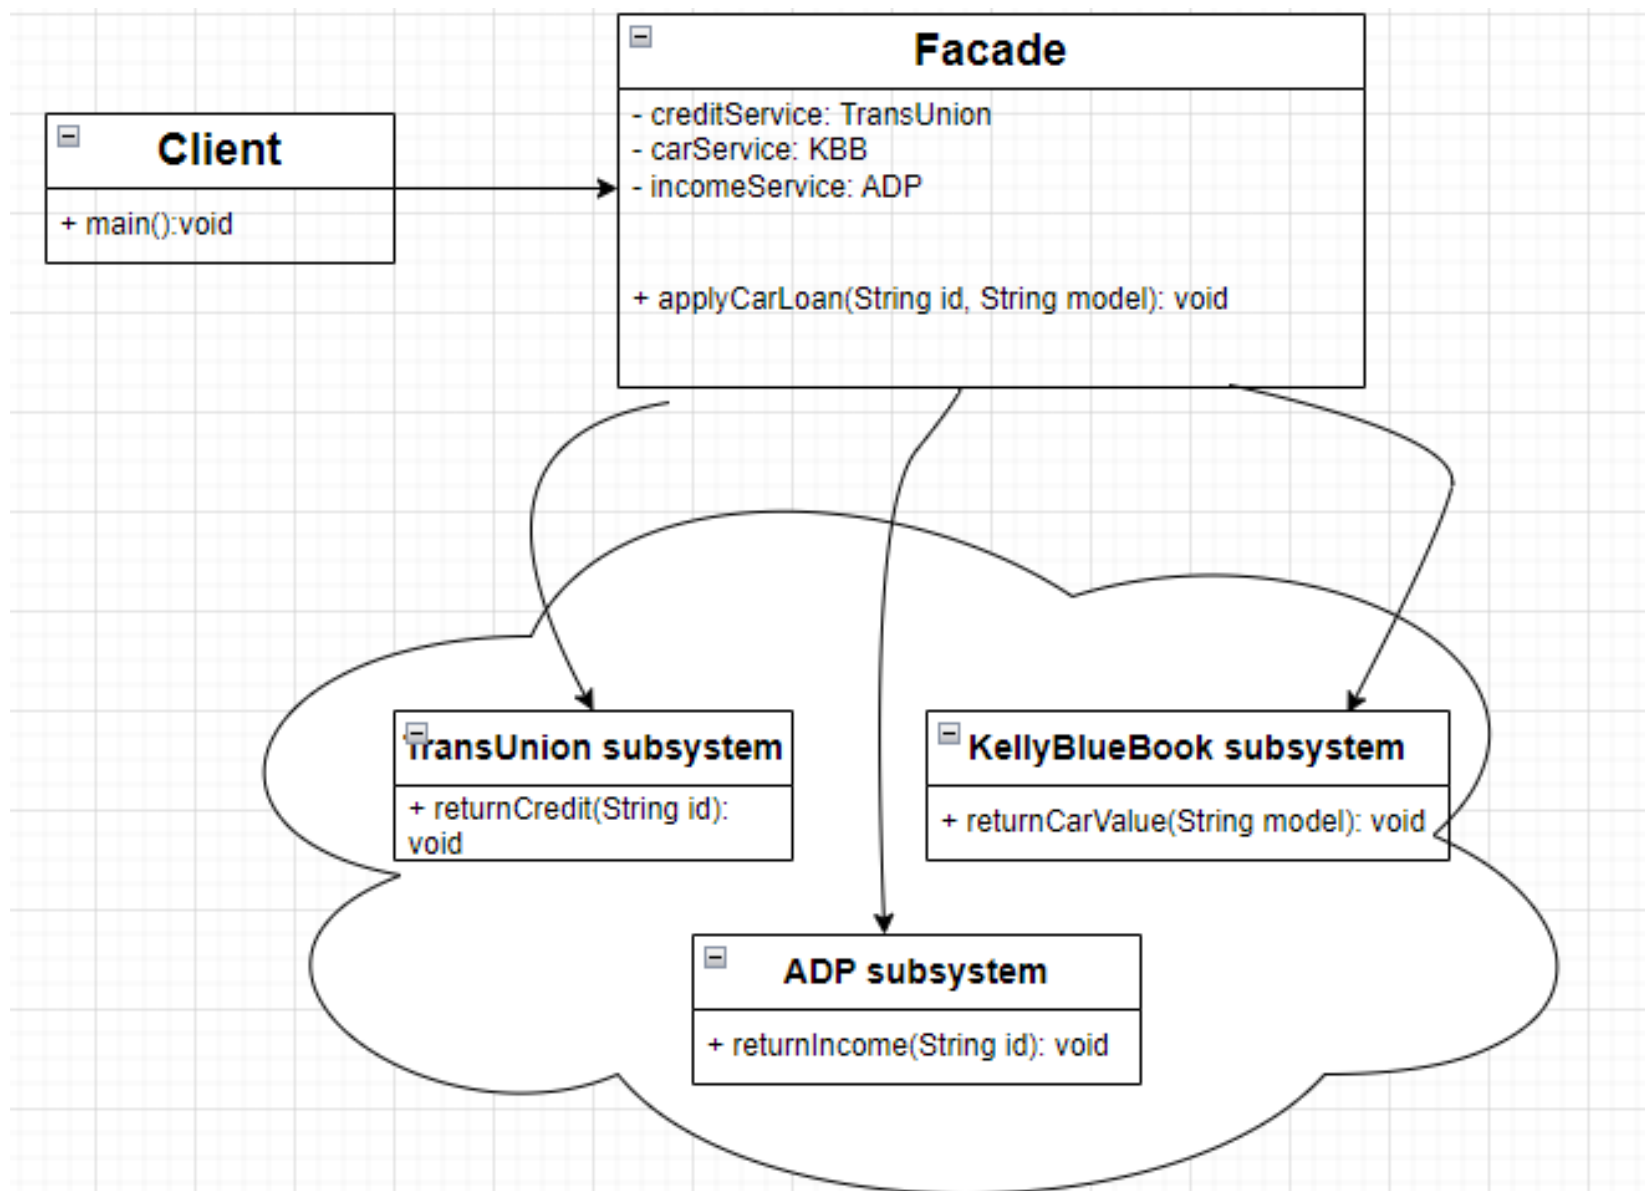 Facade
- creditService: TransUnion
- carService: KBB
- incomeService: ADP
+ applyCarLoan(String id, String model): void
Client
+ main():void
TransUnion subsystem
+ returnCredit(String id):
void
KellyBlueBook subsystem
+ returnCarValue(String model): void
ADP subsystem
+ returnIncome(String id): void